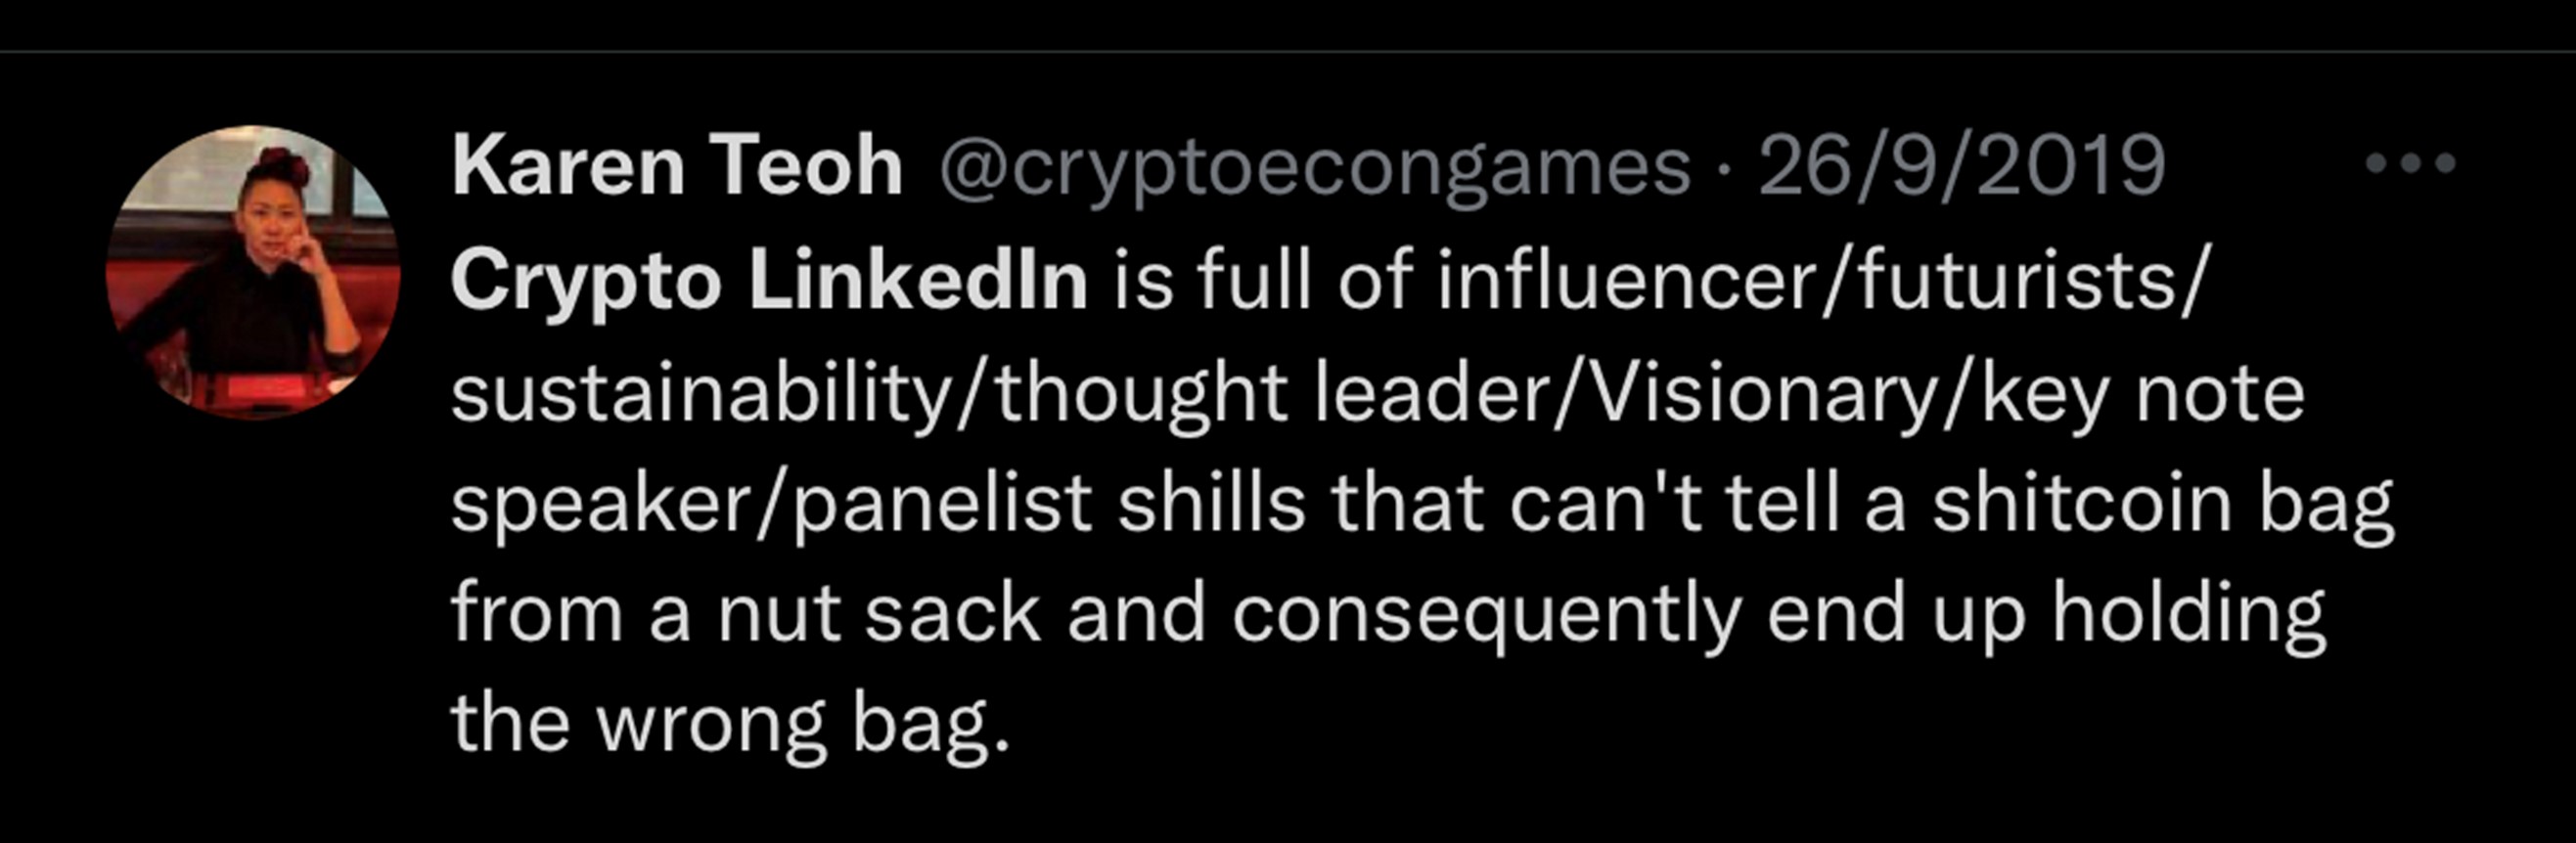 Karen Teoh @cryptoecongames · 26/9/2019
Crypto LinkedIn is full of influencer/futurists/
sustainability/thought leader/Visionary/key note
speaker/panelist shills that can't tell a shitcoin bag
from a nut sack and consequently end up holding
the wrong bag.